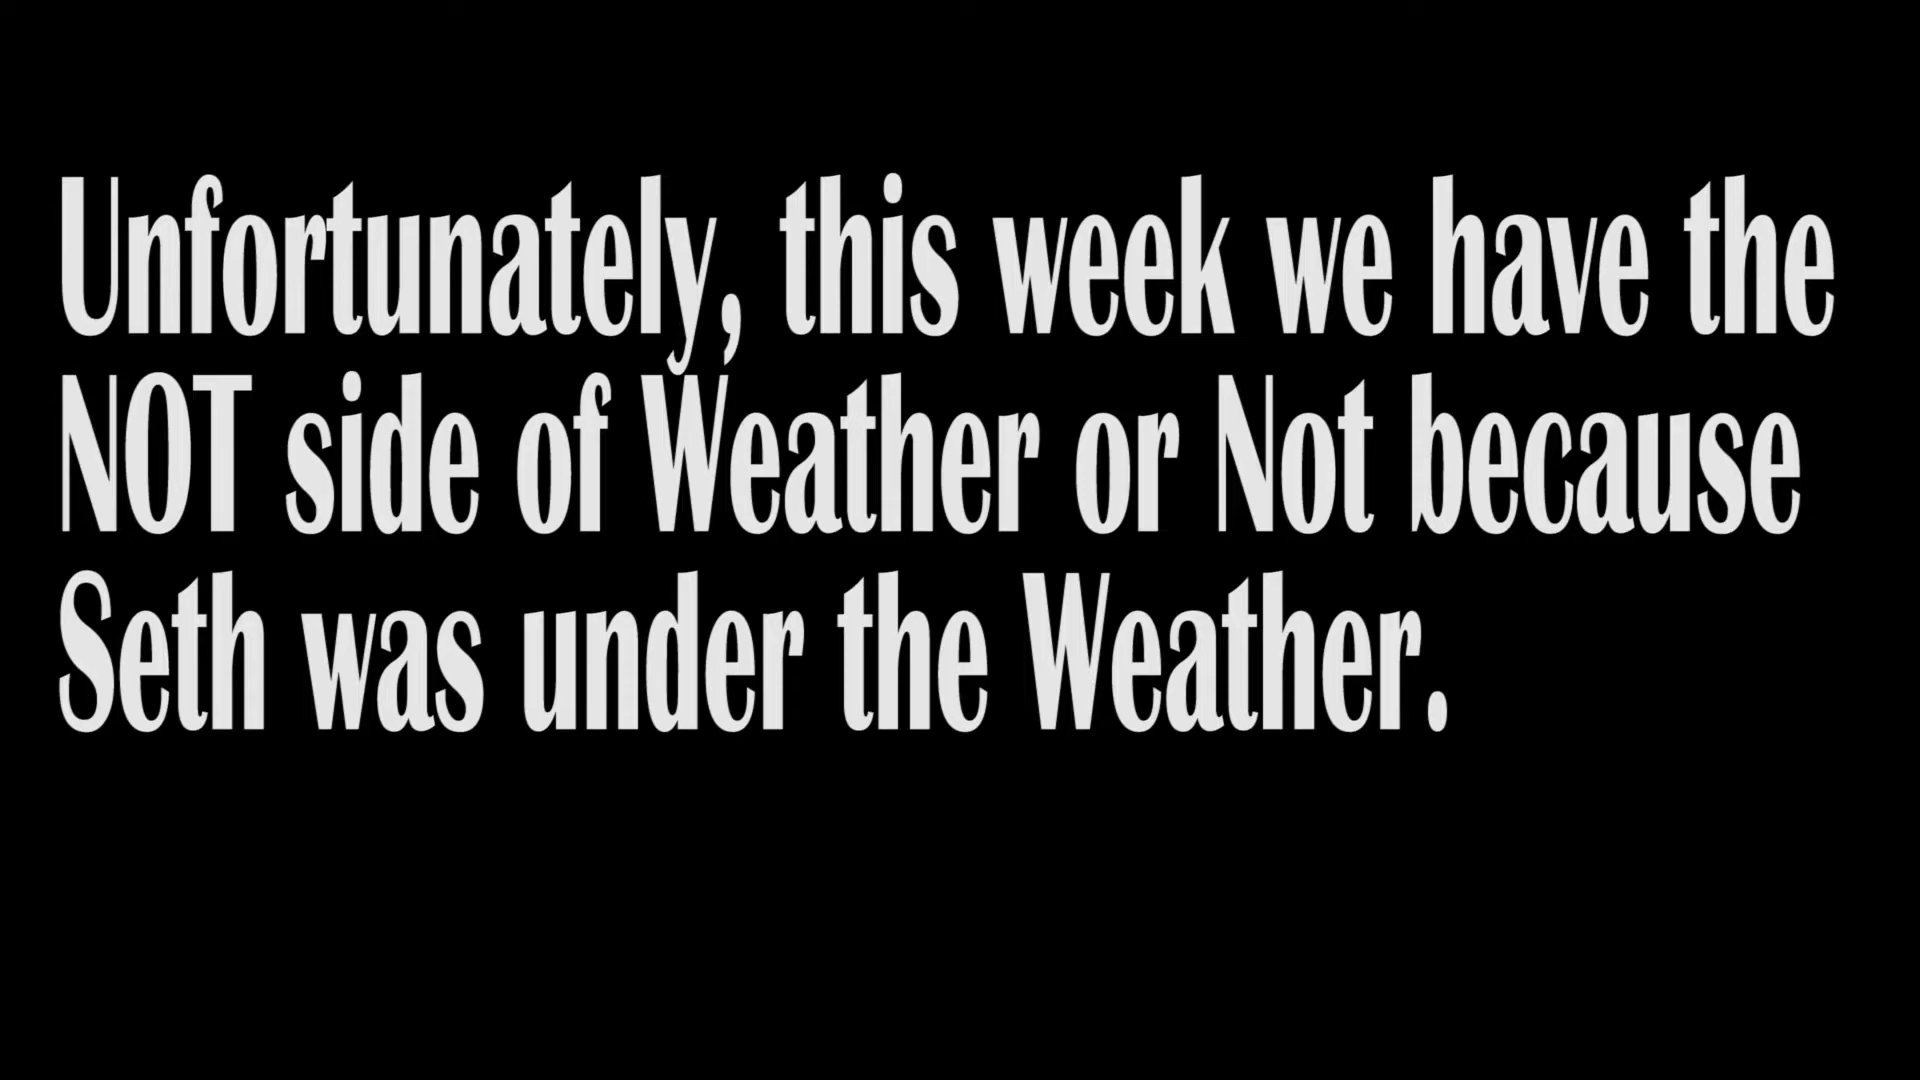 Unfortunately, this week we have the
NOT side of Weather or Not because
Seth was under the Weather.